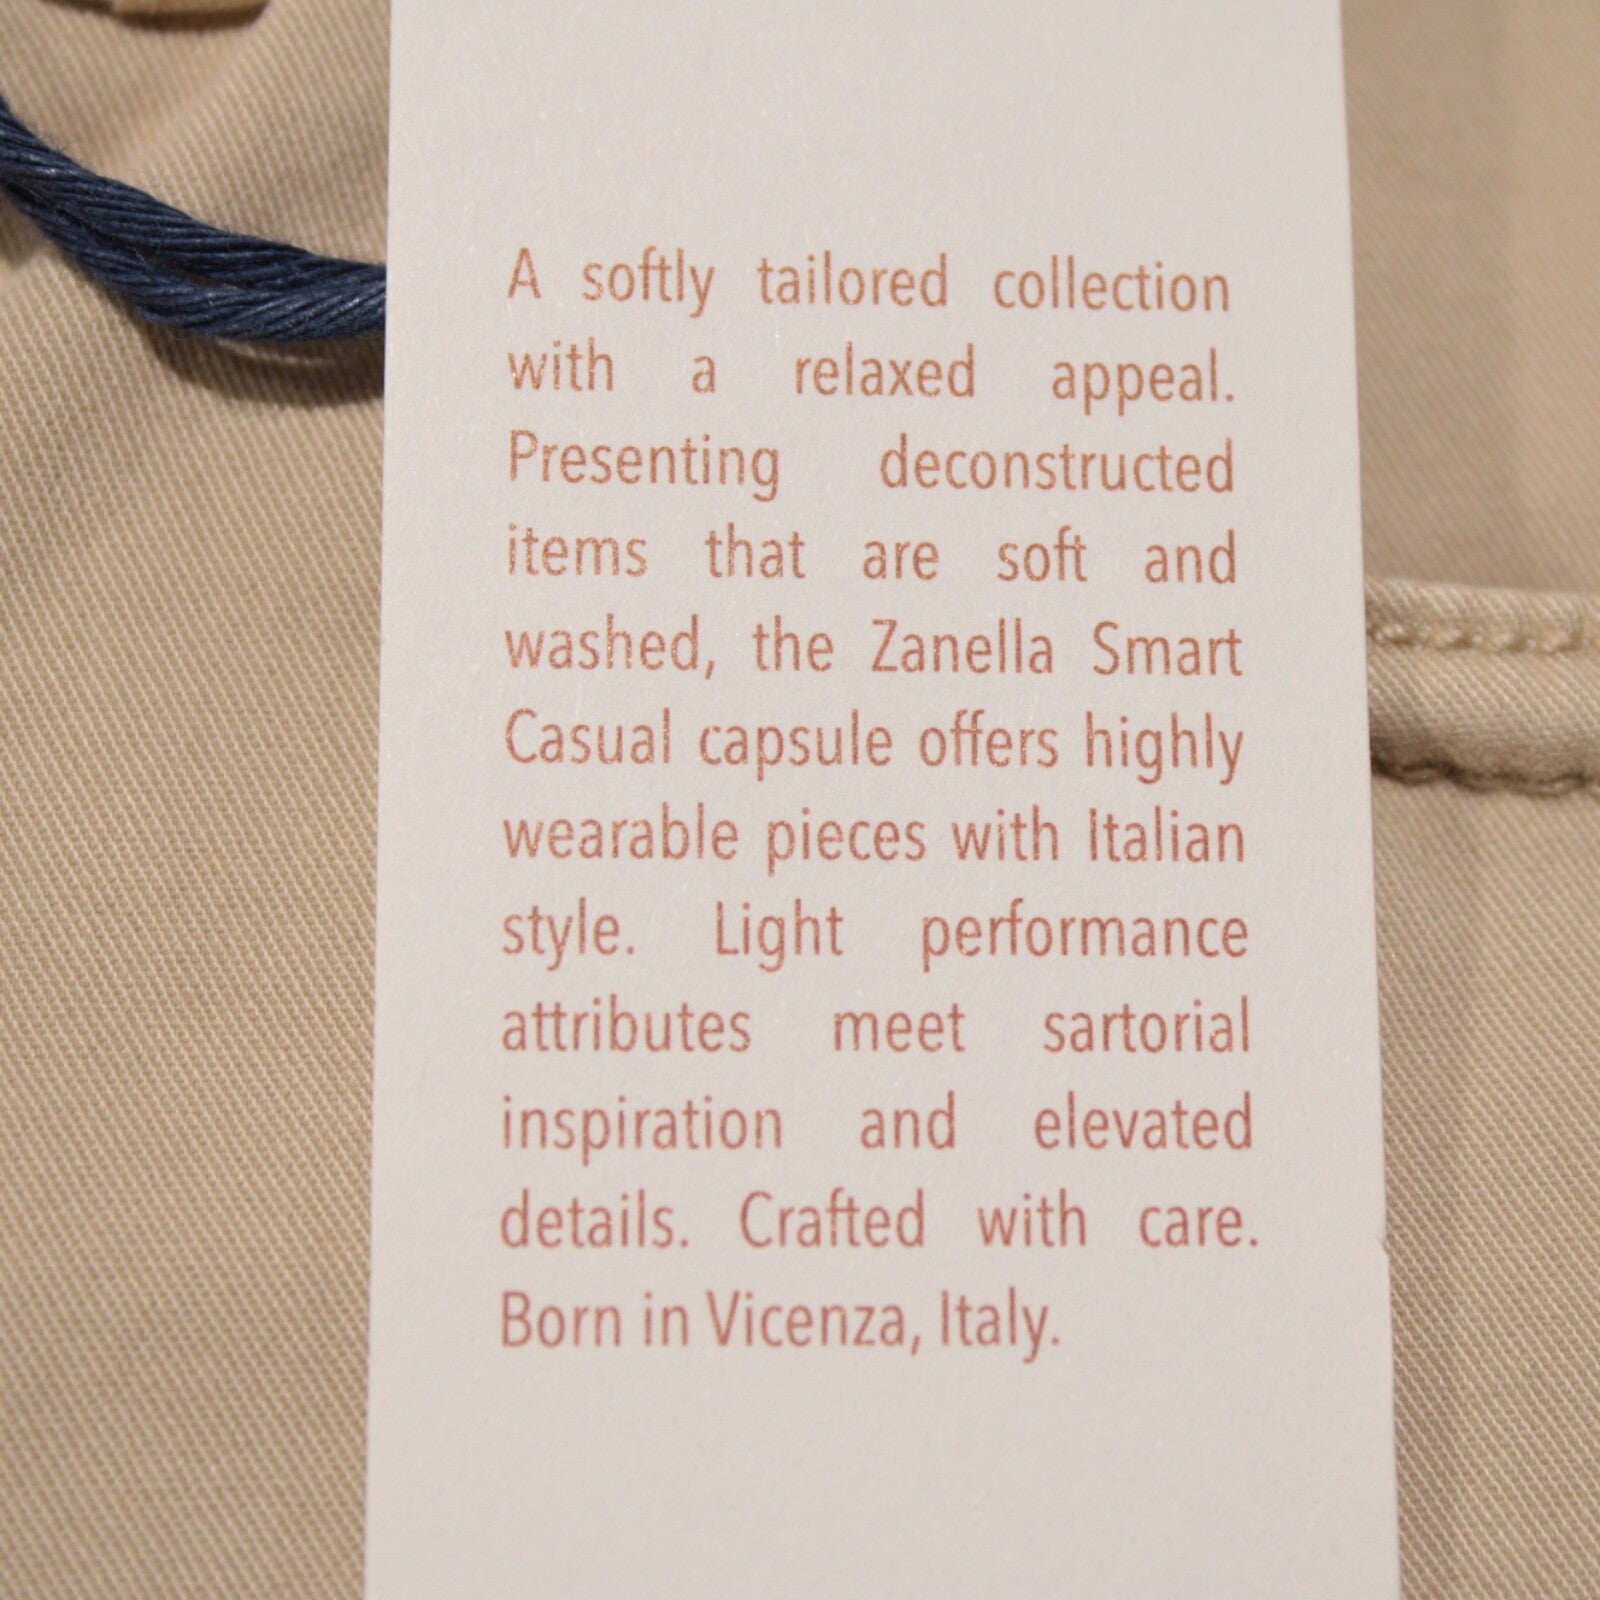 A softly tailored collection
with a relaxed appeal.
Presenting deconstructed
items that are soft and
washed, the Zanella Smart
Casual capsule offers highly
wearable pieces with Italian
style. Light performance
attributes meet sartorial
inspiration and elevated
details. Crafted with care.
Born in Vicenza, Italy.